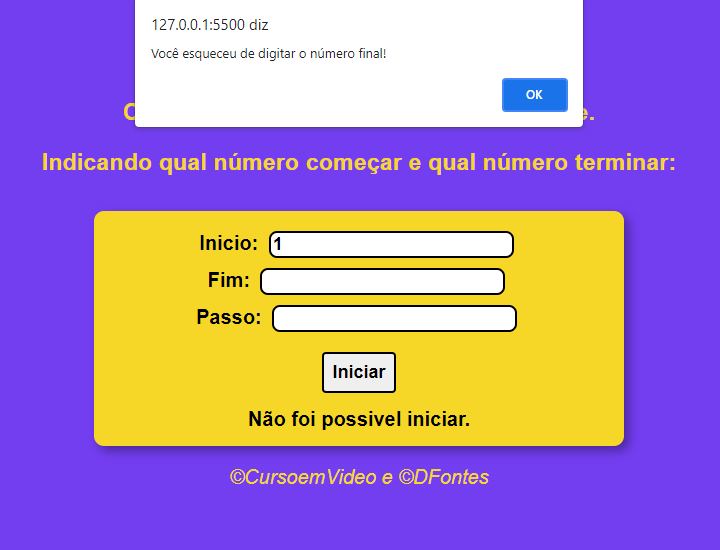 127.0.0.1:5500 diz
Você esqueceu de digitar o número final!
OK
Indicando qual número começar e qual número terminar:
Inicio: 1
Fim:
Passo:
Iniciar
Não foi possivel iniciar.
©CursoemVideo e ©DFontes